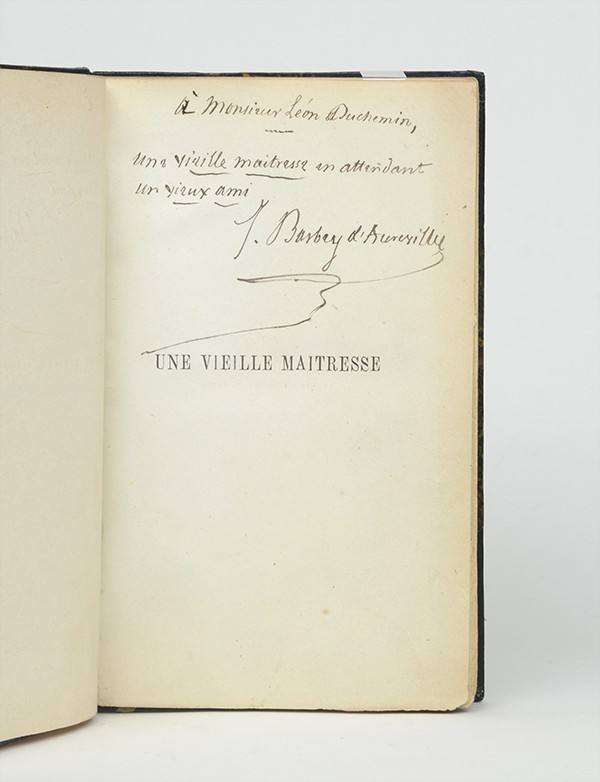 à Monsieur Léon Duchemin,
une vieille maitresse en attendant
un vieux ami
J. Barbey d'Aurevilly
UNE VIEILLE MAITRESSE